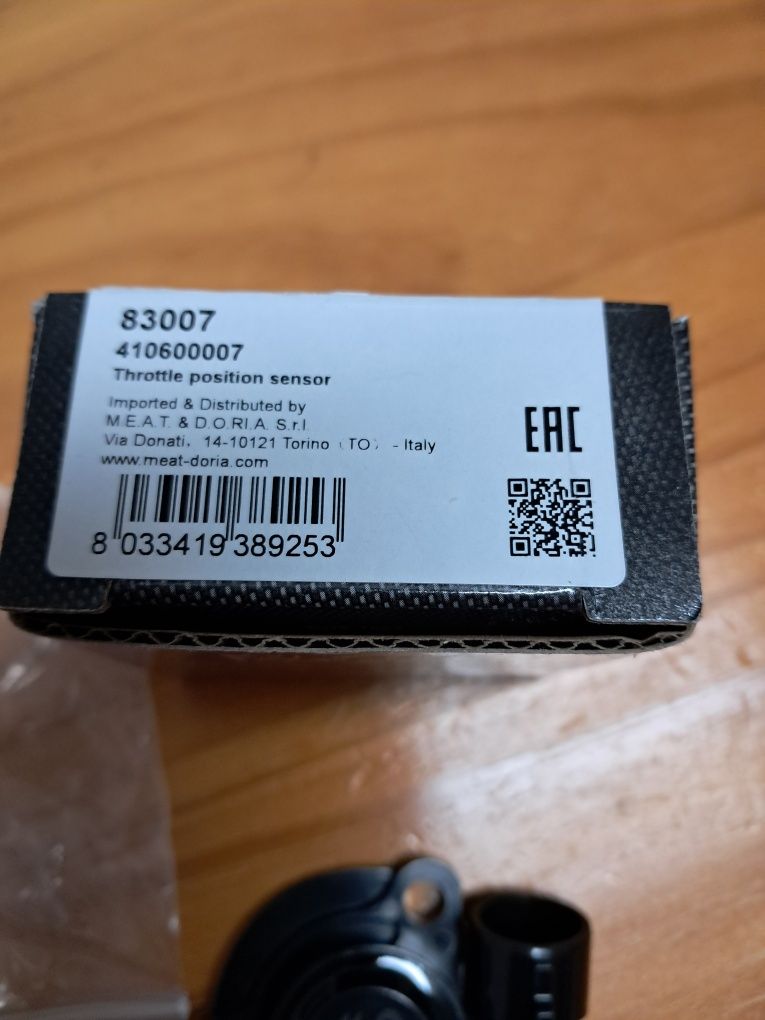 83007
410600007
Throttle position sensor
Imported & Distributed by
M.E.A.T. & D.O.R.I.A. S.r.l.
Via Donati, 14-10121 Torino (TO) - Italy
www.meat-doria.com
EAC
8 033419 389253